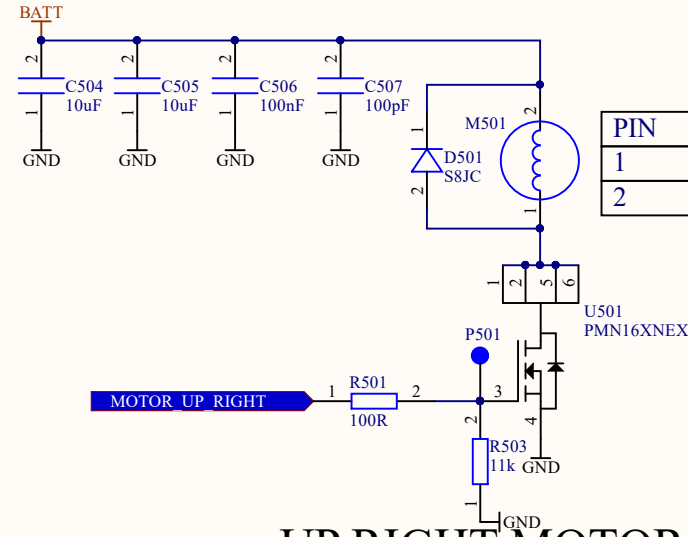 BATT
2
2
2
2
C504
10uF
C505
10uF
C506
100nF
C507
100pF
1
1
1
1
GND
GND
GND
GND
1
D501
S8JC
2
M501
2
1
PIN
1
2
1
2
5
6
U501
PMN16XNEX
P501
MOTOR_UP_RIGHT
1
R501
2
100R
3
4
GND
2
R503
11k
1
GND